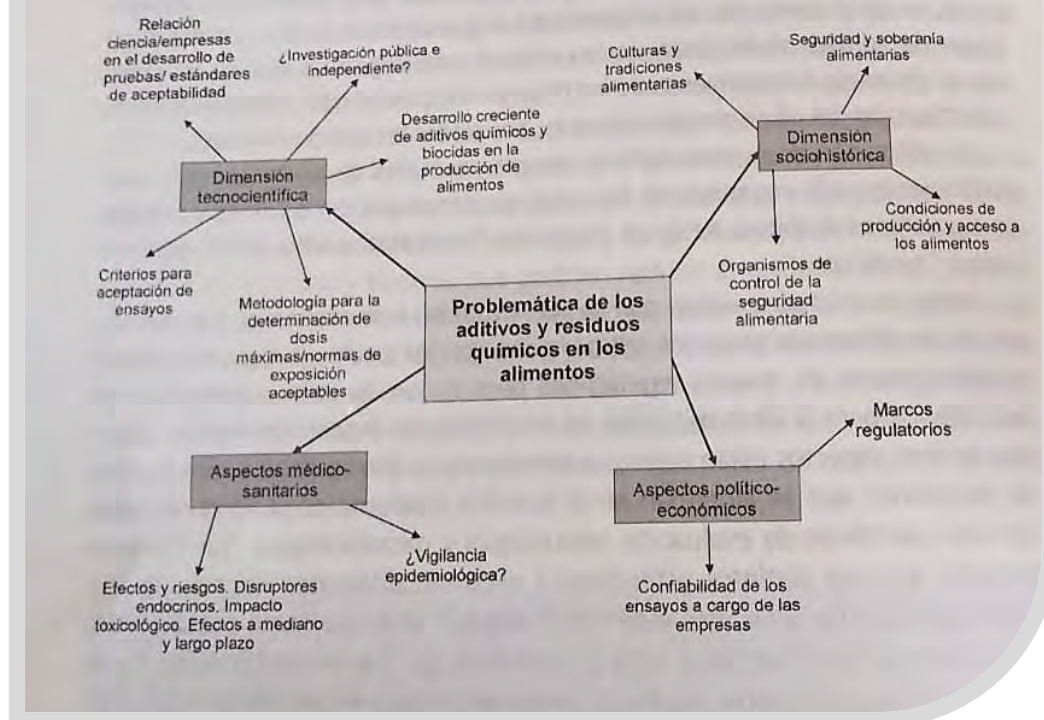 Relación
ciencia/empresas
en el desarrollo de
pruebas/ estándares
de aceptabilidad
¿Investigación pública e
independiente?
Desarrollo creciente
de aditivos químicos y
biocidas en la
producción de
alimentos
Dimensión
tecnocientífica
Criterios para
aceptación de
ensayos
Metodología para la
determinación de
dosis
máximas/normas de
exposición
aceptables
Culturas y
tradiciones
alimentarias
Seguridad y soberanía
alimentarias
Dimensión
sociohistórica
Condiciones de
producción y acceso a
los alimentos
Organismos de
control de la
seguridad
alimentaria
Problemática de los
aditivos y residuos
químicos en los
alimentos
Aspectos médico-
sanitarios
Efectos y riesgos. Disruptores
endocrinos. Impacto
toxicológico. Efectos a mediano
y largo plazo
¿Vigilancia
epidemiológica?
Marcos
regulatorios
Aspectos político-
económicos
Confiabilidad de los
ensayos a cargo de las
empresas